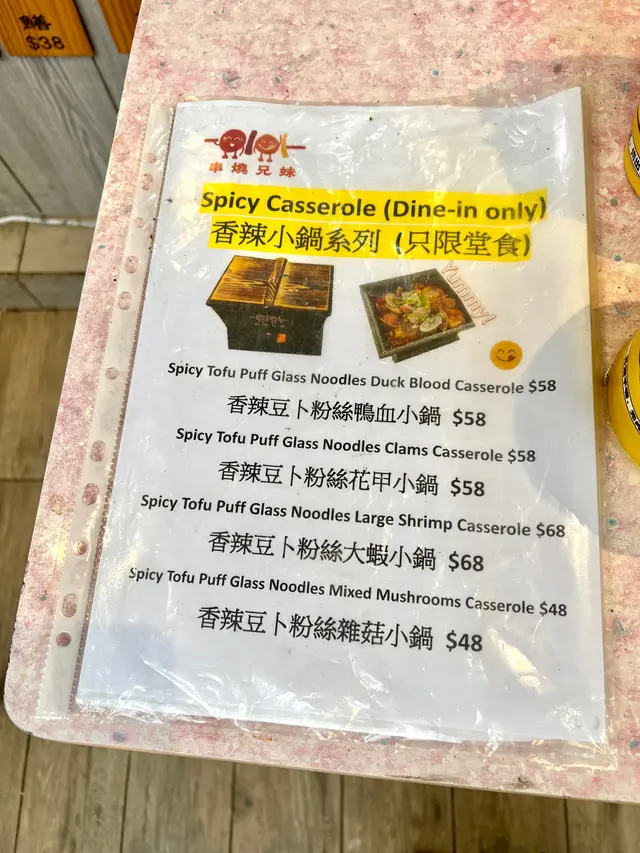 鱔
$38
串燒兄妹
Spicy Casserole (Dine-in only)
香辣小鍋系列 (只限堂食)
Yummy!
Spicy Tofu Puff Glass Noodles Duck Blood Casserole $58
香辣豆卜粉絲鴨血小鍋 $58
Spicy Tofu Puff Glass Noodles Clams Casserole $58
香辣豆卜粉絲花甲小鍋 $58
Spicy Tofu Puff Glass Noodles Large Shrimp Casserole $68
香辣豆卜粉絲大蝦小鍋 $68
Spicy Tofu Puff Glass Noodles Mixed Mushrooms Casserole $48
香辣豆卜粉絲雜菇小鍋 $48